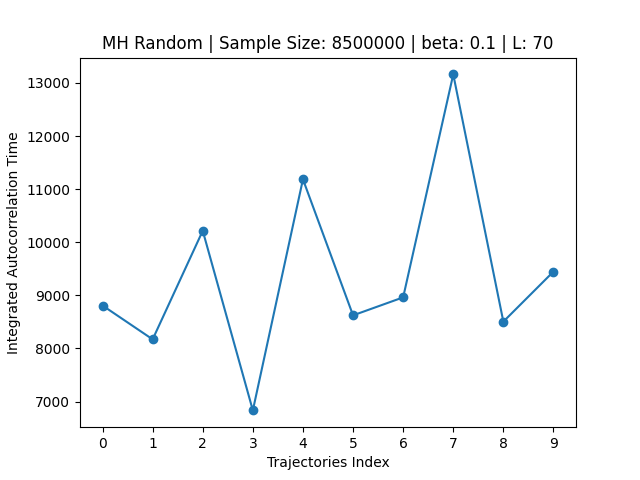 MH Random | Sample Size: 8500000 | beta: 0.1 | L: 70
Integrated Autocorrelation Time
13000
12000
11000
10000
9000
8000
7000
0 1 2 3 4 5 6 7 8 9
Trajectories Index